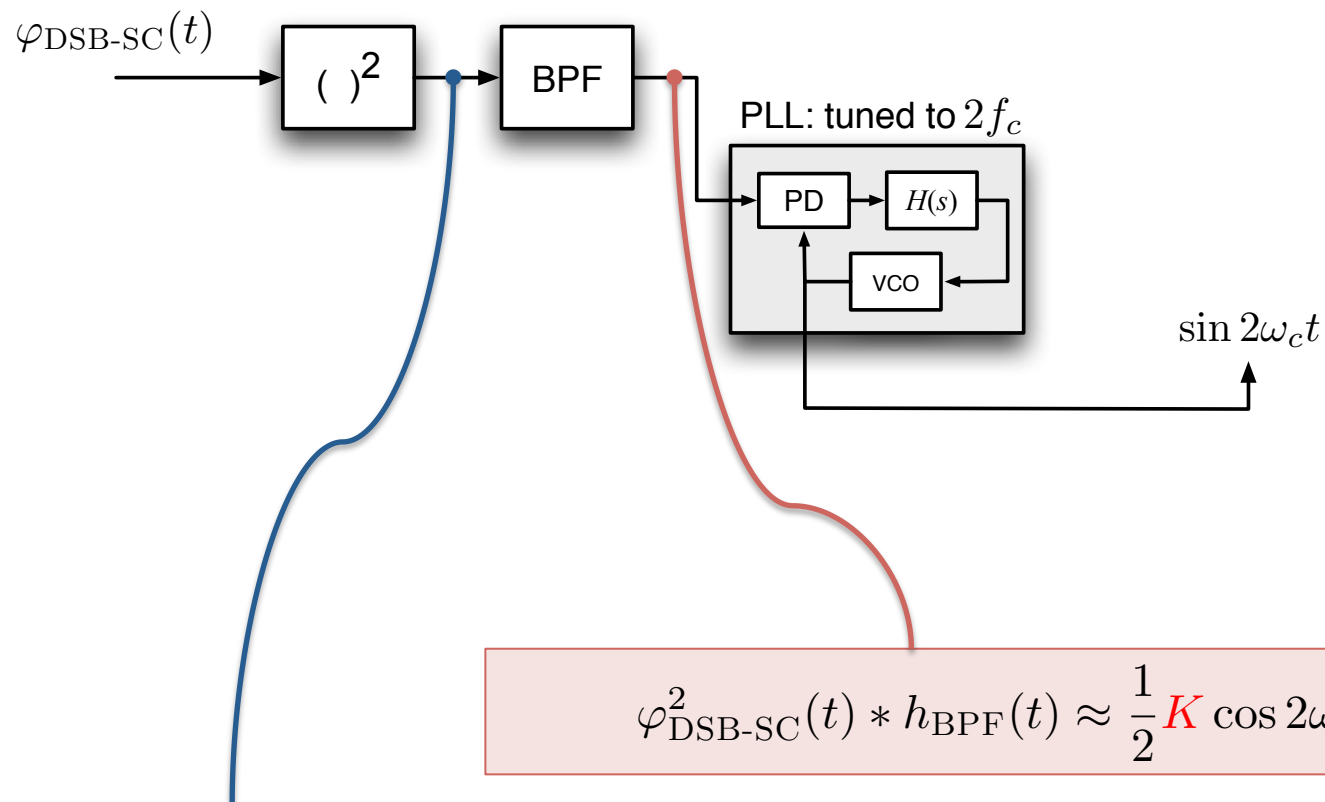 φ_DSB-SC(t)
( )²
BPF
PLL: tuned to 2f_c
PD
H(s)
VCO
sin 2ω_c t
φ²_DSB-SC(t) ∗ h_BPF(t) ≈ 1/2 K cos 2ω